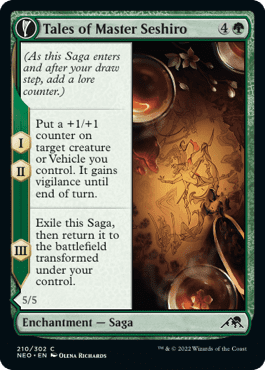 Tales of Master Seshiro 4
(As this Saga enters
and after your draw
step, add a lore
counter.)
I
II
Put a +1/+1
counter on
target creature
or Vehicle you
control. It gains
vigilance until
end of turn.
III
Exile this Saga,
then return it to
the battlefield
transformed
under your
control.
5/5
Enchantment — Saga
210/302 C
NEO • EN OLENA RICHARDS
™ & © 2022 Wizards of the Coast